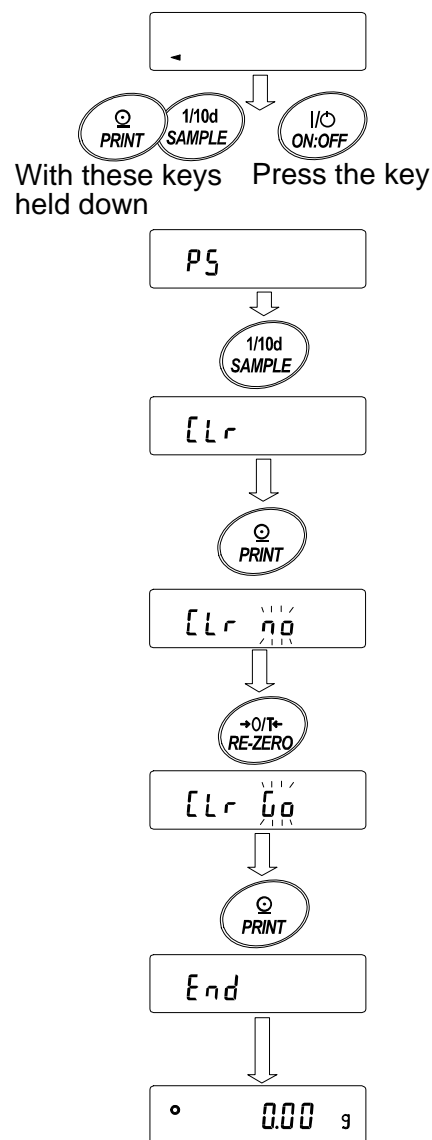 1/10d
PRINT SAMPLE ON:OFF
With these keys Press the key
held down
PS
1/10d
SAMPLE
CLr
PRINT
CLr no
→0/T←
RE-ZERO
CLr Go
PRINT
End
0.00 g